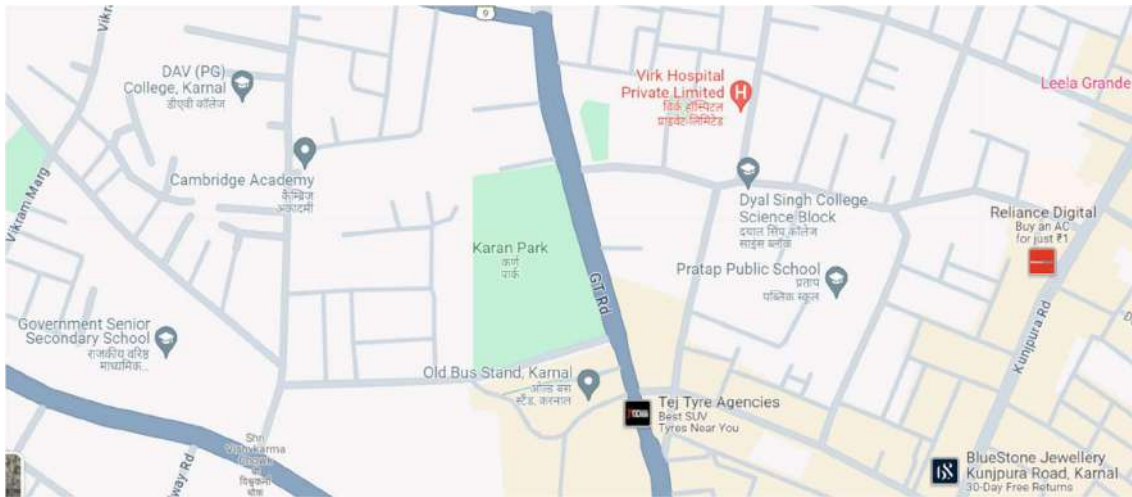 Vikr
9
DAV (PG)
College, Karnal
डीएवी कॉलेज
Virk Hospital
Private Limited
विर्क हॉस्पिटल
प्राइवेट लिमिटेड
Leela Grande
Cambridge Academy
कैम्ब्रिज
अकादमी
Vikram Marg
Dyal Singh College
Science Block
दयाल सिंह कॉलेज
साइंस ब्लॉक
Reliance Digital
Buy an AC
for just ₹1
Karan Park
कर्ण
पार्क
GT Rd
Pratap Public School
प्रताप
पब्लिक स्कूल
Government Senior
Secondary School
राजकीय वरिष्ठ
माध्यमिक...
Kunjpura Rd
Old Bus Stand, Karnal
ओल्ड बस
स्टैंड, करनाल
Tej Tyre Agencies
Best SUV
Tyres Near You
Shri
Vishvkarma
Chowk
श्री
विश्वकर्मा
चौक
way Rd
BlueStone Jewellery
Kunjpura Road, Karnal
30-Day Free Returns